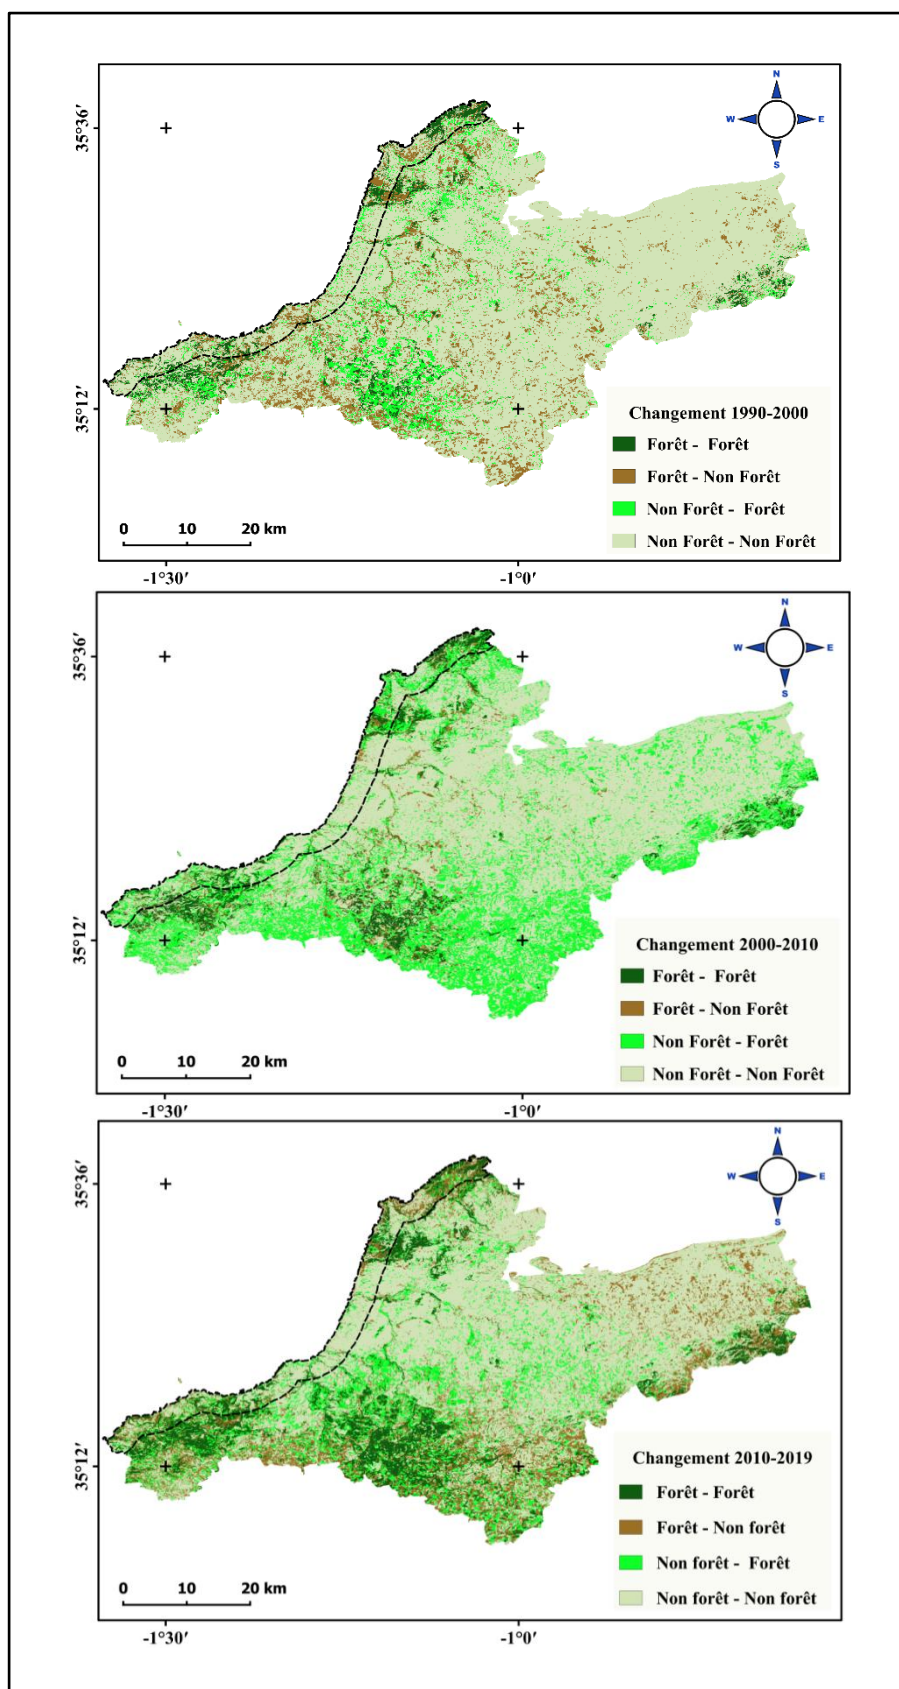 N
W E
S
35°36′
35°12′
Changement 1990-2000
Forêt - Forêt
Forêt - Non Forêt
Non Forêt - Forêt
Non Forêt - Non Forêt
0 10 20 km
-1°30′ -1°0′
N
W E
S
35°36′
35°12′
Changement 2000-2010
Forêt - Forêt
Forêt - Non Forêt
Non Forêt - Forêt
Non Forêt - Non Forêt
0 10 20 km
-1°30′ -1°0′
N
W E
S
35°36′
35°12′
Changement 2010-2019
Forêt - Forêt
Forêt - Non forêt
Non forêt - Forêt
Non forêt - Non forêt
0 10 20 km
-1°30′ -1°0′